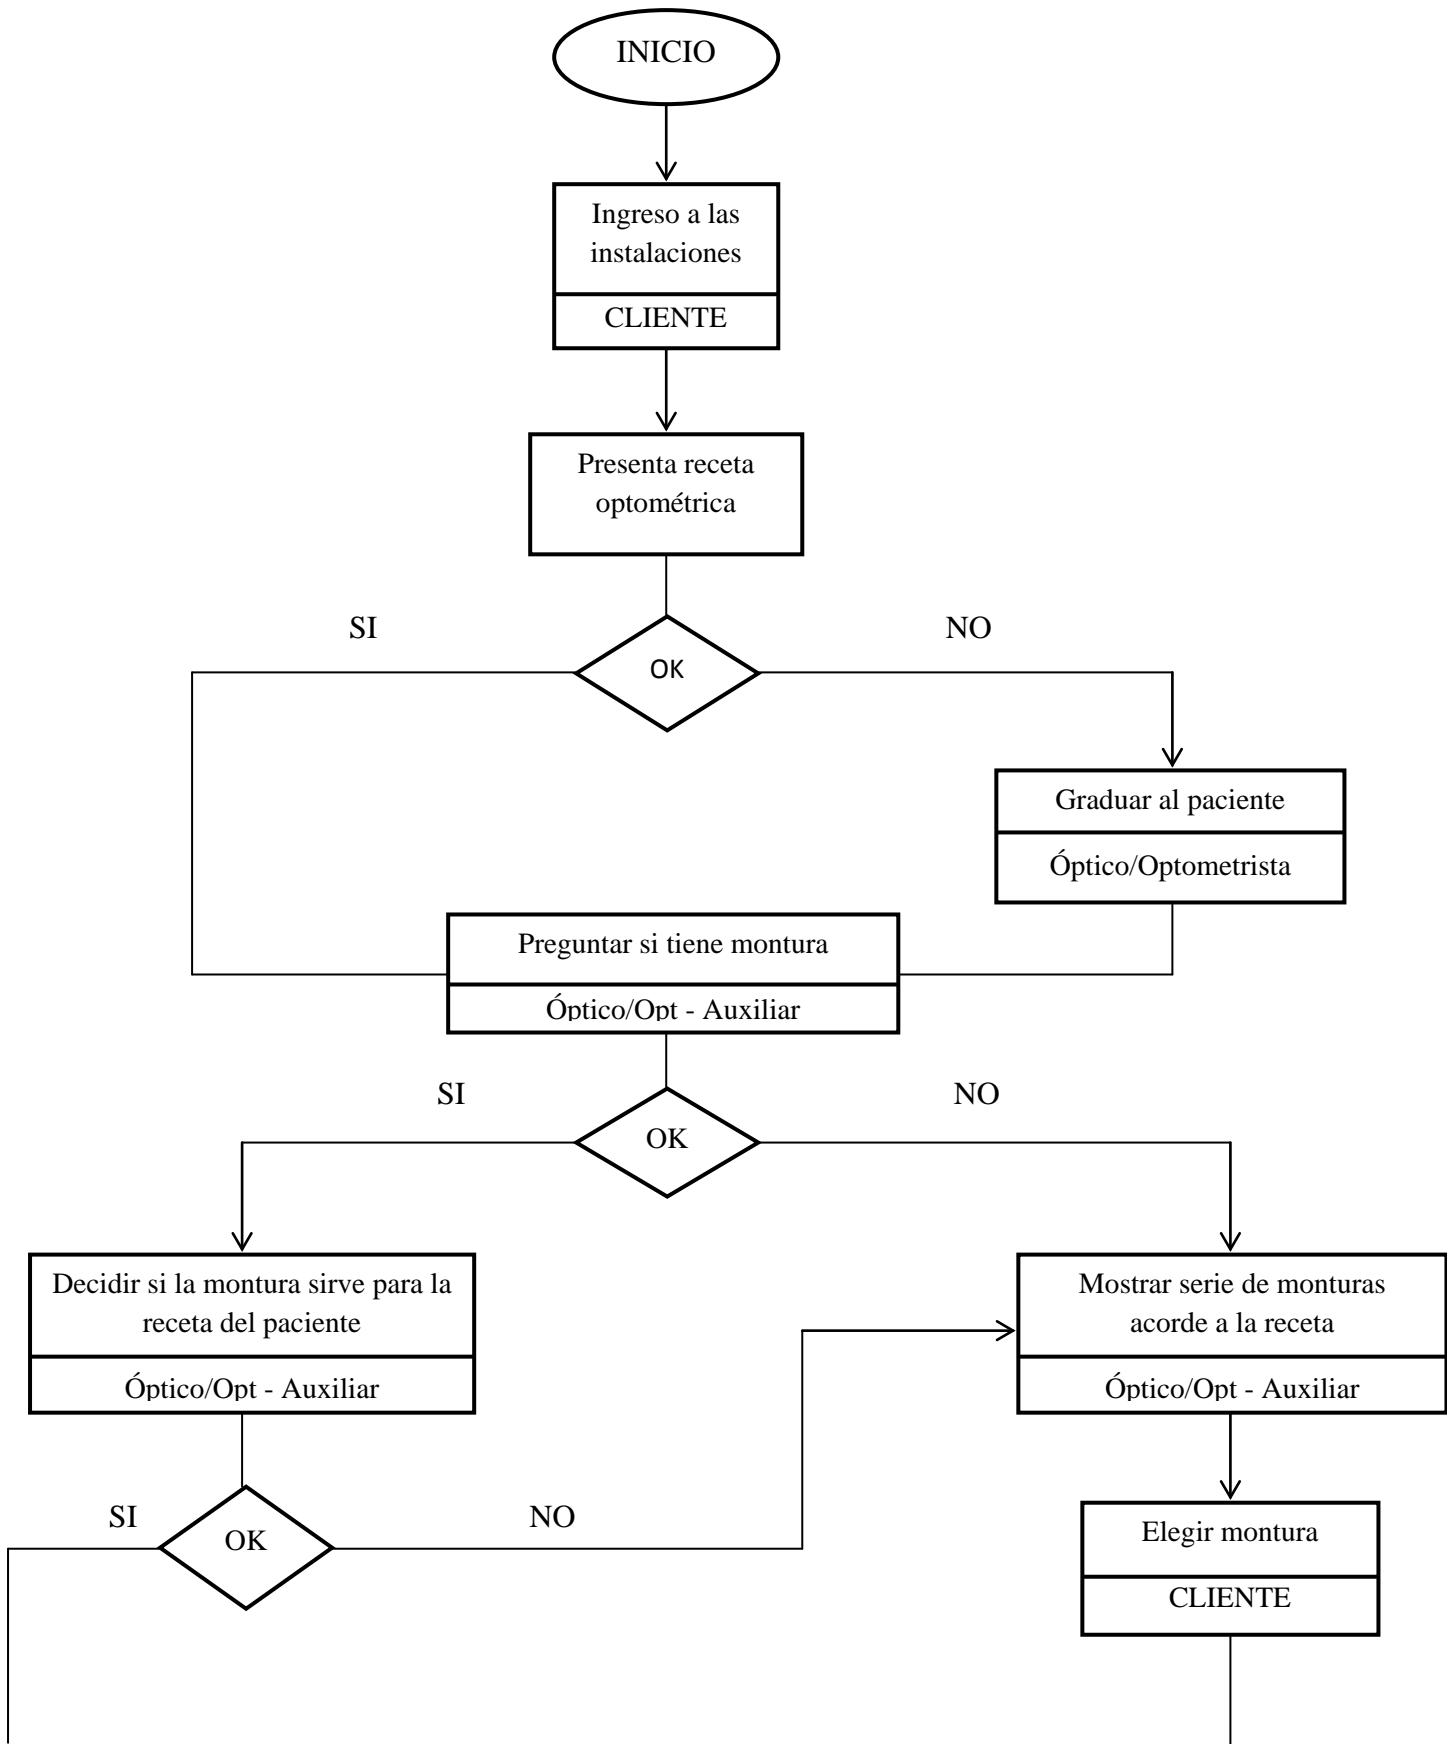 INICIO
Ingreso a las
instalaciones
CLIENTE
Presenta receta
optométrica
SI
NO
OK
Graduar al paciente
Óptico/Optometrista
Preguntar si tiene montura
Óptico/Opt - Auxiliar
SI
NO
OK
Decidir si la montura sirve para la
receta del paciente
Óptico/Opt - Auxiliar
Mostrar serie de monturas
acorde a la receta
Óptico/Opt - Auxiliar
SI
OK
NO
Elegir montura
CLIENTE